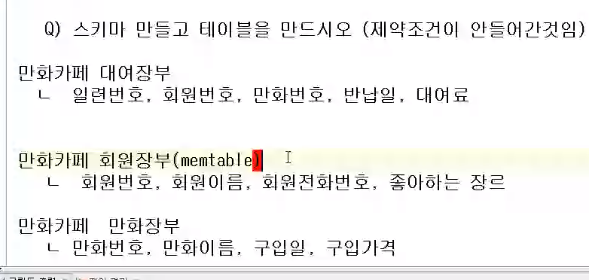 Q) 스키마 만들고 테이블을 만드시오 (제약조건이 안들어간것임)
만화카페 대여장부
ㄴ 일련번호, 회원번호, 만화번호, 반납일, 대여료
만화카페 회원장부(memtable)
ㄴ 회원번호, 회원이름, 회원전화번호, 좋아하는 장르
만화카페 만화장부
ㄴ 만화번호, 만화이름, 구입일, 구입가격